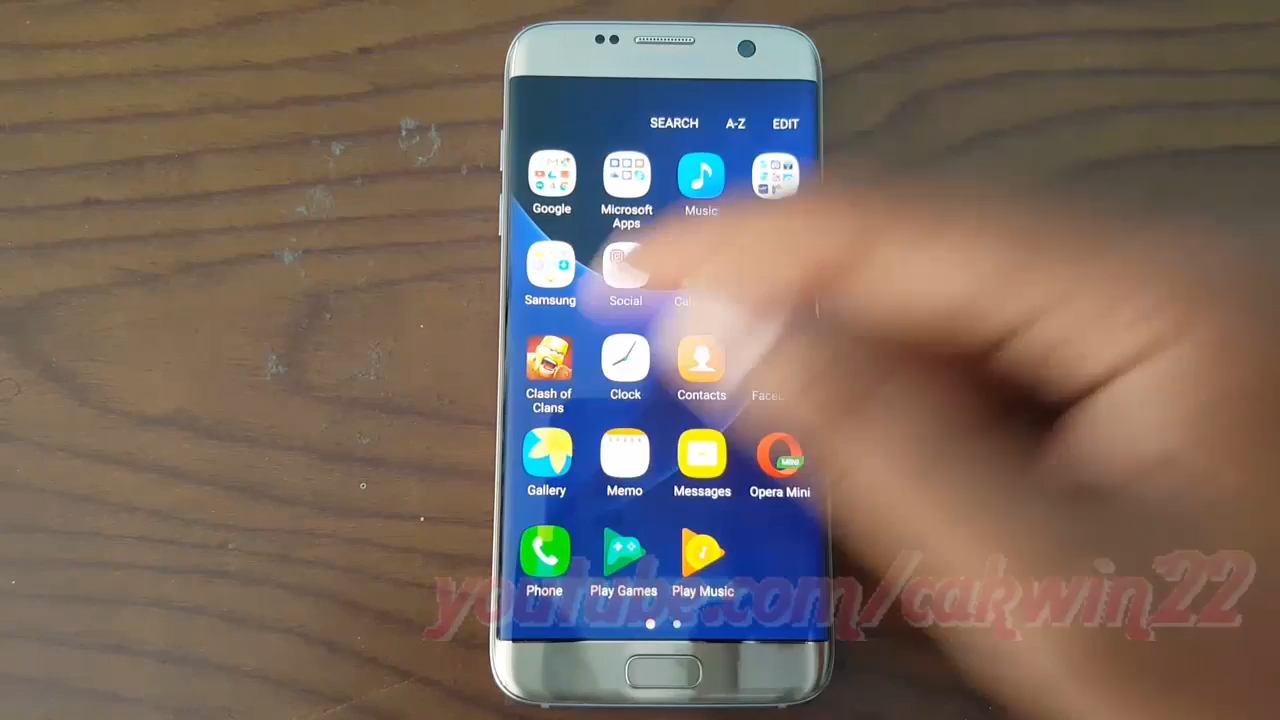 SEARCH A-Z EDIT
Google Microsoft Apps Music
Samsung Social
Clash of Clans Clock Contacts
Gallery Memo Messages Opera Mini
Phone Play Games Play Music
youtube.com/cakwin22